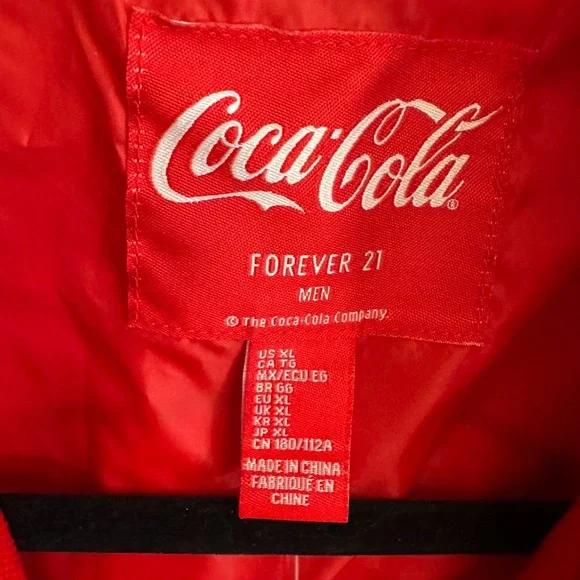 Coca-Cola®
FOREVER 21
MEN
© The Coca-Cola Company.
US XL
CA TG
MX/ECU EG
BR GG
EU XL
UK XL
KR XL
JP XL
CN 180/112A
MADE IN CHINA
FABRIQUÉ EN
CHINE